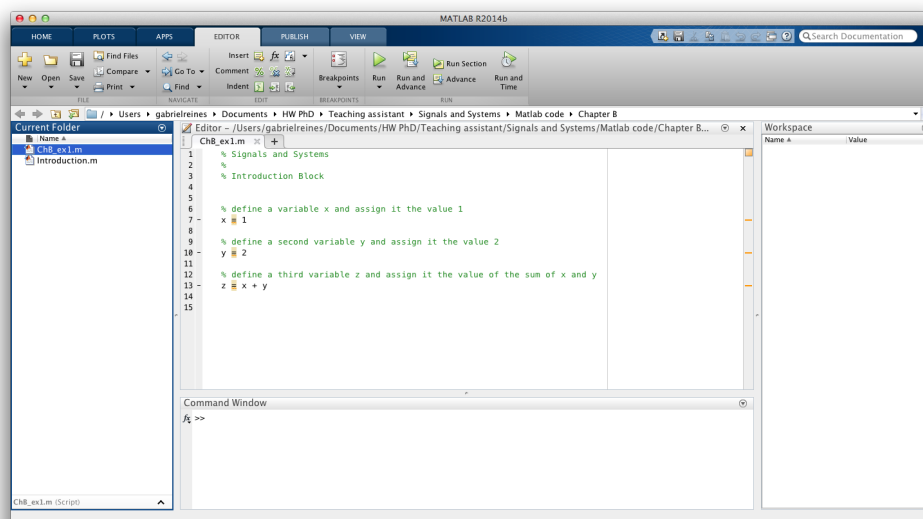 MATLAB R2014b
HOME PLOTS APPS EDITOR PUBLISH VIEW Search Documentation
New Open Save Find Files Compare Print
Go To Find
Insert fx Comment % Indent
Breakpoints
Run Run and Advance Run Section Advance Run and Time
FILE NAVIGATE EDIT BREAKPOINTS RUN
/ Users gabrielreines Documents HW PhD Teaching assistant Signals and Systems Matlab code Chapter B
Current Folder
Name
ChB_ex1.m
Introduction.m
ChB_ex1.m (Script)
Editor – /Users/gabrielreines/Documents/HW PhD/Teaching assistant/Signals and Systems/Matlab code/Chapter B...
ChB_ex1.m +
1 % Signals and Systems
2 %
3 % Introduction Block
4
5
6 % define a variable x and assign it the value 1
7 – x = 1
8
9 % define a second variable y and assign it the value 2
10 – y = 2
11
12 % define a third variable z and assign it the value of the sum of x and y
13 – z = x + y
14
15
Command Window
fx >>
Workspace
Name Value